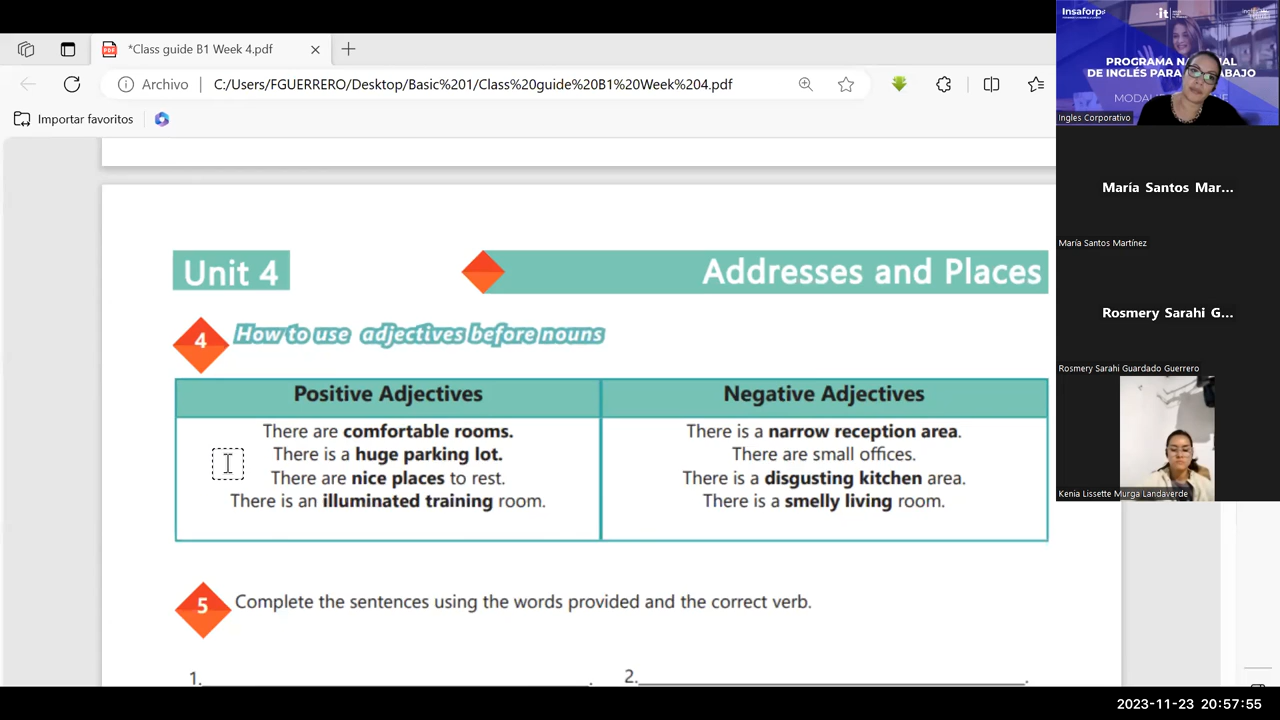 *Class guide B1 Week 4.pdf
Archivo
C:/Users/FGUERRERO/Desktop/Basic%201/Class%20guide%20B1%20Week%204.pdf
Importar favoritos
Unit 4
Addresses and Places
4
How to use adjectives before nouns
Positive Adjectives
There are comfortable rooms.
There is a huge parking lot.
There are nice places to rest.
There is an illuminated training room.
Negative Adjectives
There is a narrow reception area.
There are small offices.
There is a disgusting kitchen area.
There is a smelly living room.
5
Complete the sentences using the words provided and the correct verb.
1.
2.
Insaforp
PROGRAMA NACIONAL
DE INGLÉS PARA
ABAJO
Ingles Corporativo
María Santos Mar...
María Santos Martínez
Rosmery Sarahi G...
Rosmery Sarahi Guardado Guerrero
Kenia Lissette Murga Landaverde
2023-11-23 20:57:55